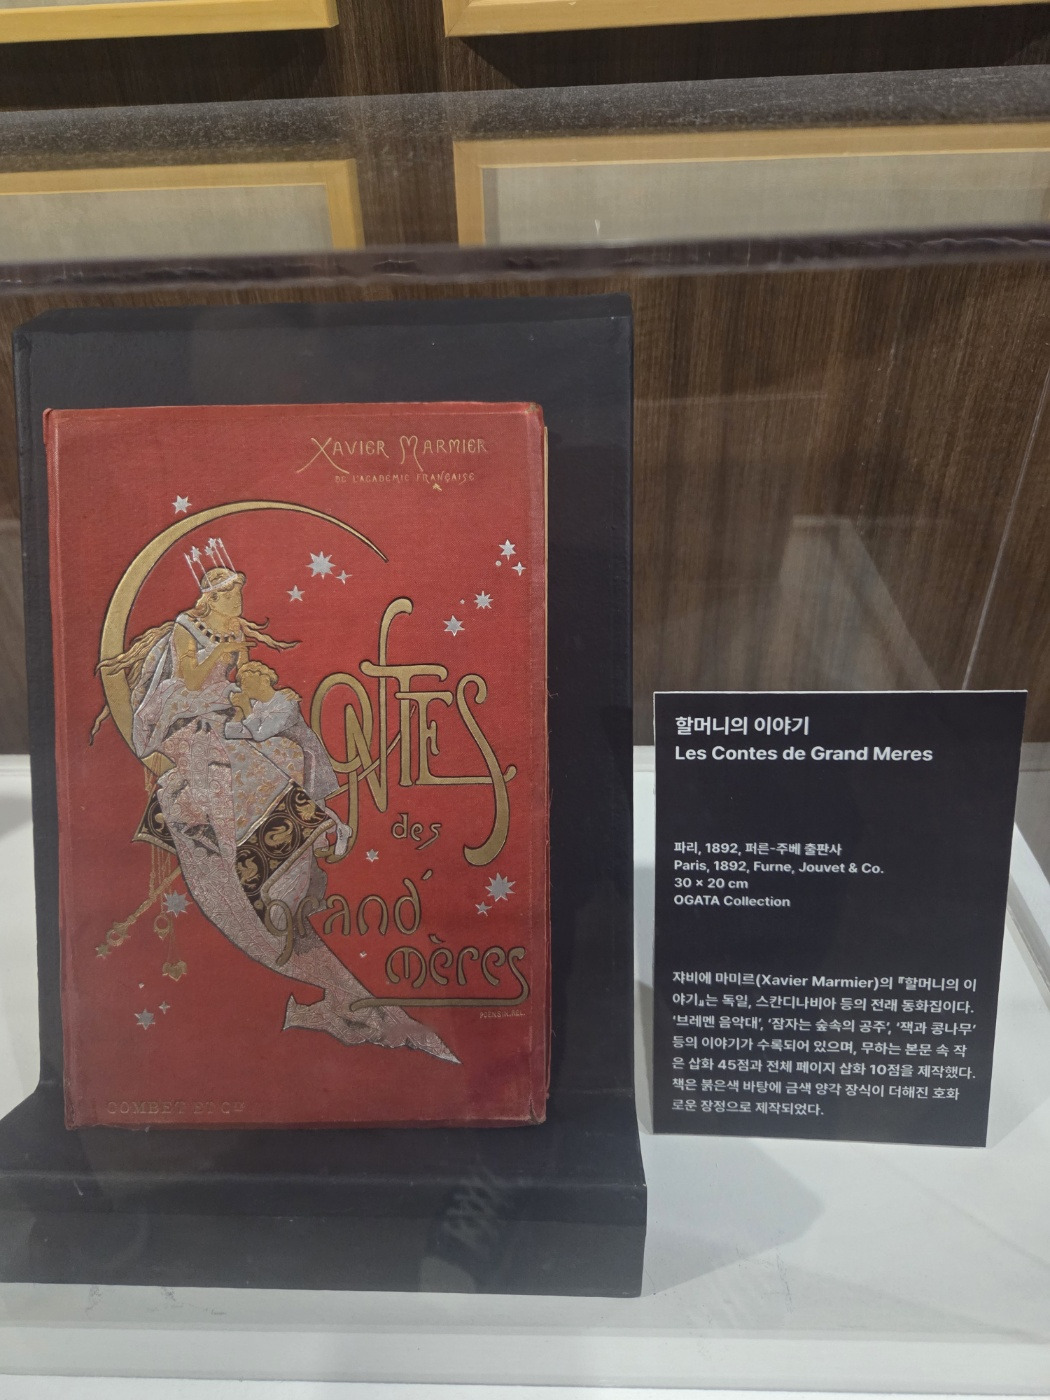 XAVIER MARMIER
DE L'ACADÉMIE FRANÇAISE
CONTES
des
grand'
mères
COMBET ET Cie
할머니의 이야기
Les Contes de Grand Meres
파리, 1892, 퍼른-주베 출판사
Paris, 1892, Furne, Jouvet & Co.
30 × 20 cm
OGATA Collection
쟈비에 마미르(Xavier Marmier)의 『할머니의 이
야기』는 독일, 스칸디나비아 등의 전래 동화집이다.
'브레멘 음악대', '잠자는 숲속의 공주', '잭과 콩나무'
등의 이야기가 수록되어 있으며, 무하는 본문 속 작
은 삽화 45점과 전체 페이지 삽화 10점을 제작했다.
책은 붉은색 바탕에 금색 양각 장식이 더해진 호화
로운 장정으로 제작되었다.